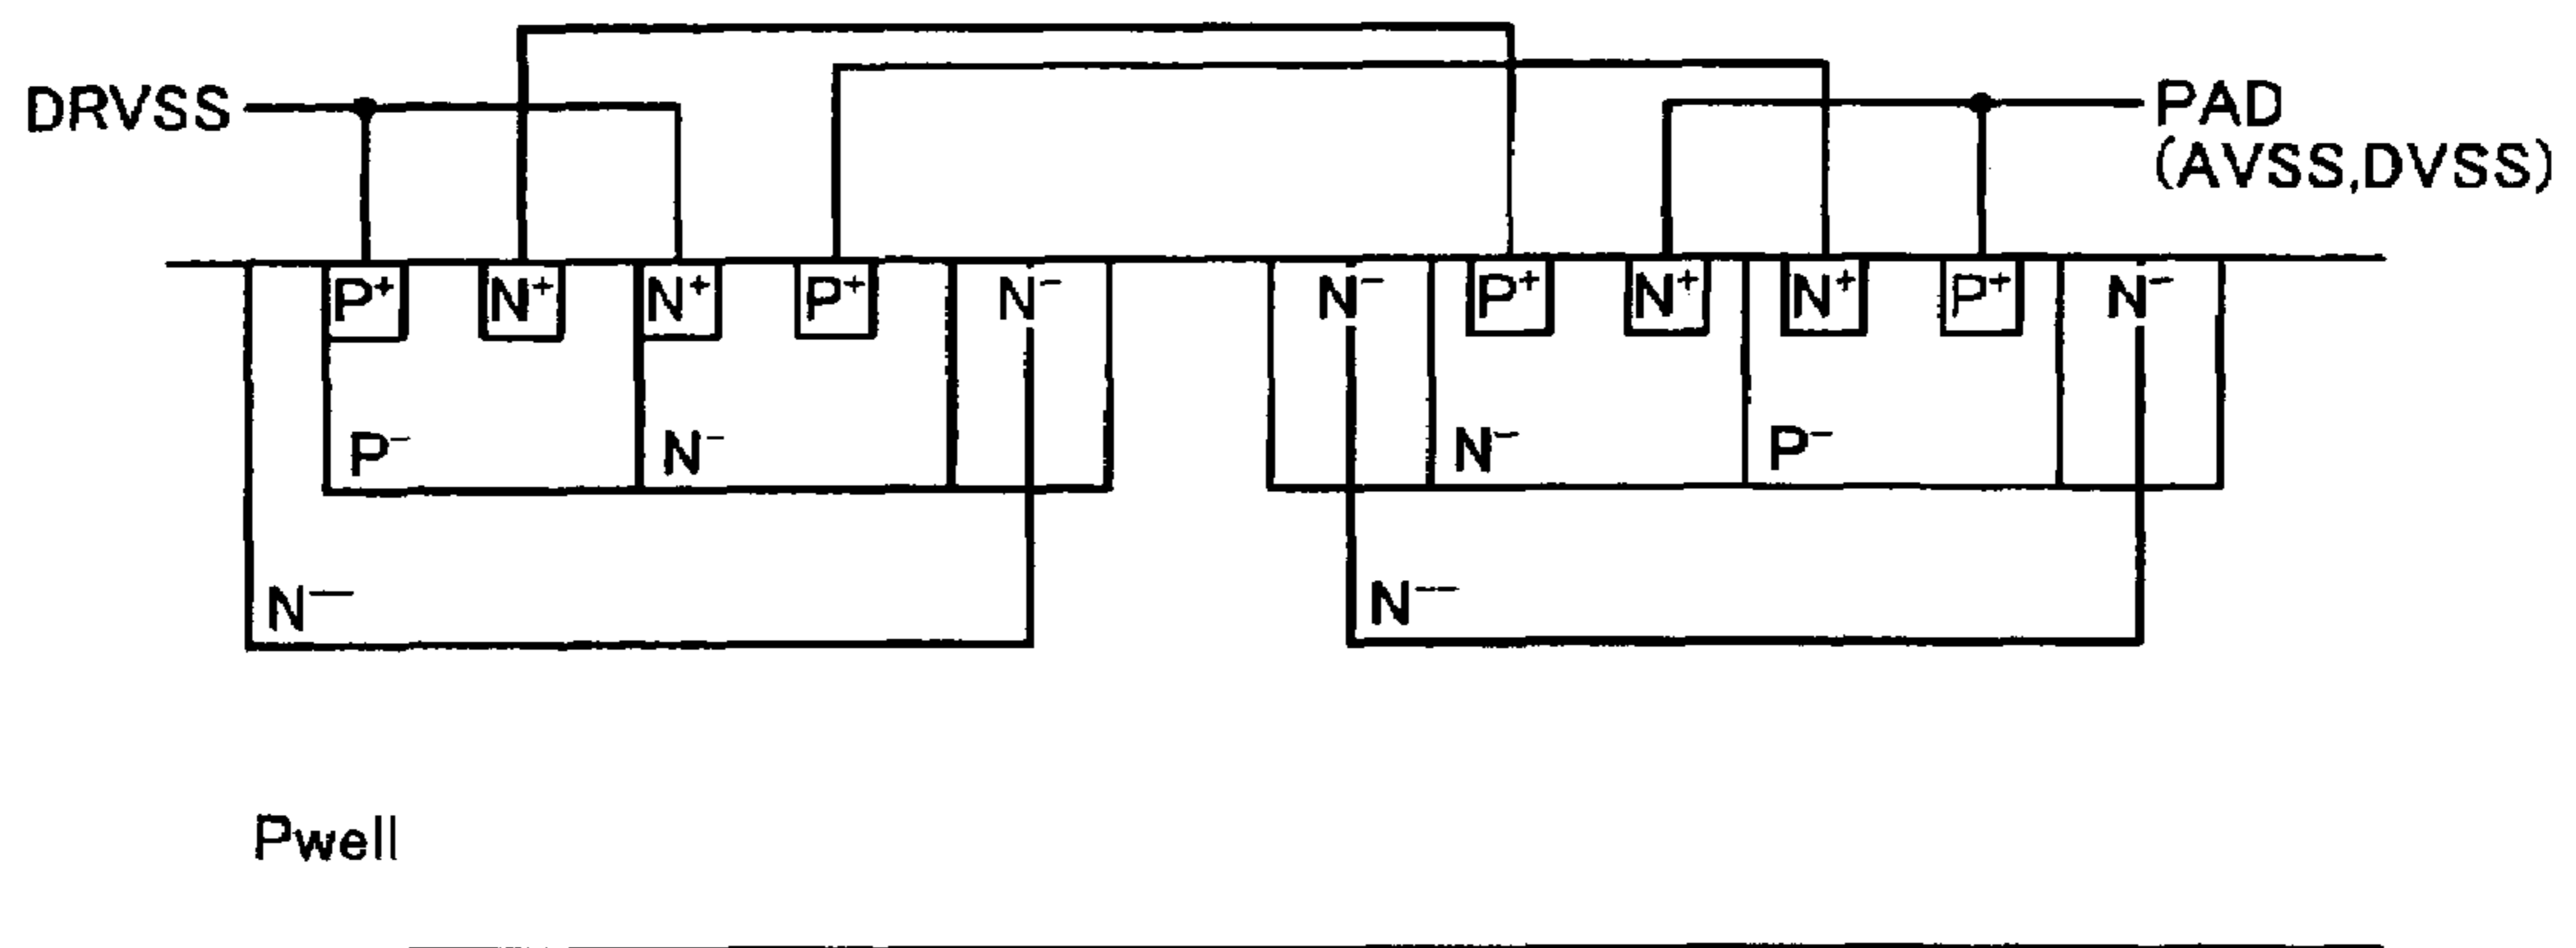 DRVSS
PAD
(AVSS,DVSS)
P⁺ N⁺ N⁺ P⁺ N⁻ N⁻ P⁺ N⁺ N⁺ P⁺ N⁻
P⁻ N⁻ N⁻ P⁻
N⁻⁻ N⁻⁻
Pwell